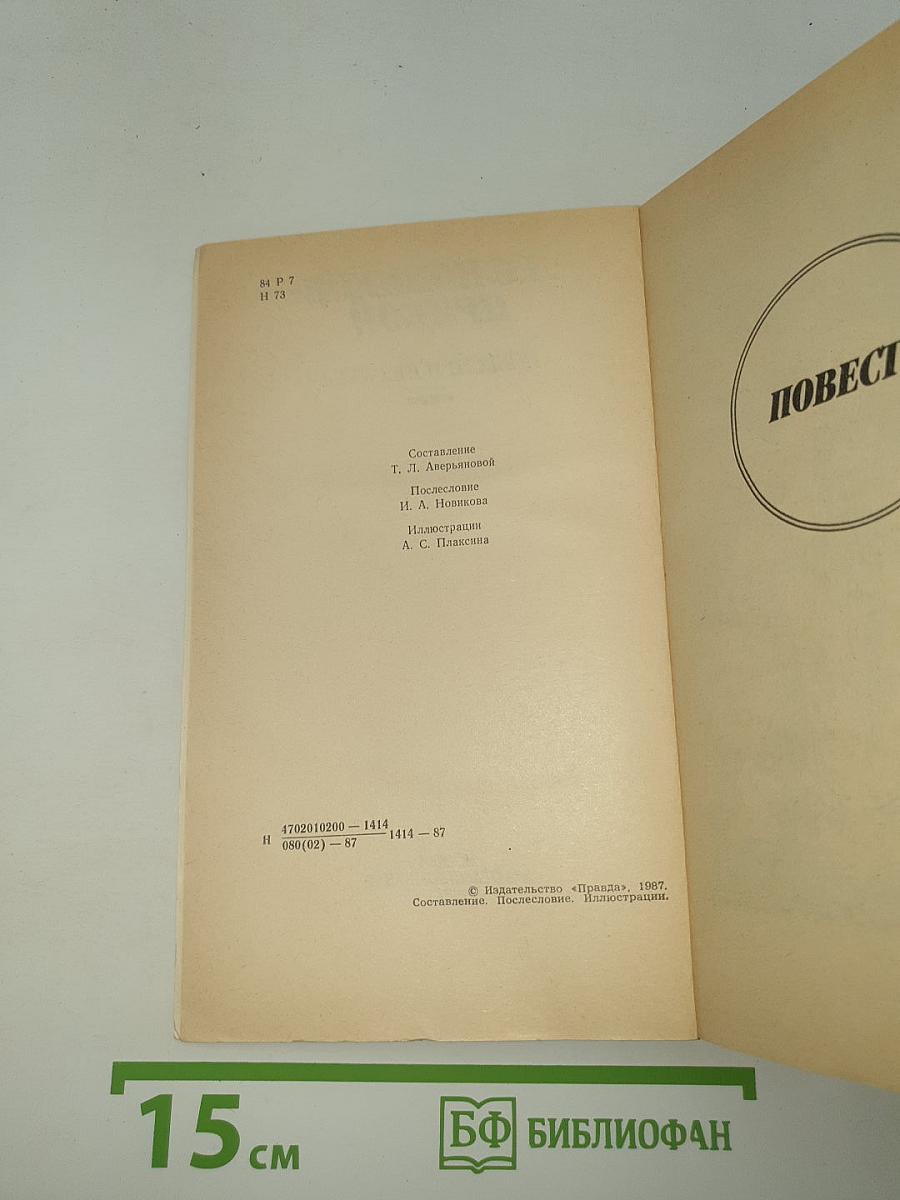 84 Р 7
Н 73
Составление
Т. Л. Аверьяновой
Послесловие
И. А. Новикова
Иллюстрации
А. С. Плаксина
Н 4702010200 — 1414
080(02) — 87
1414 — 87
© Издательство «Правда», 1987.
Составление. Послесловие. Иллюстрации.
ПОВЕСТ
15 см
БФ БИБЛИОФАН